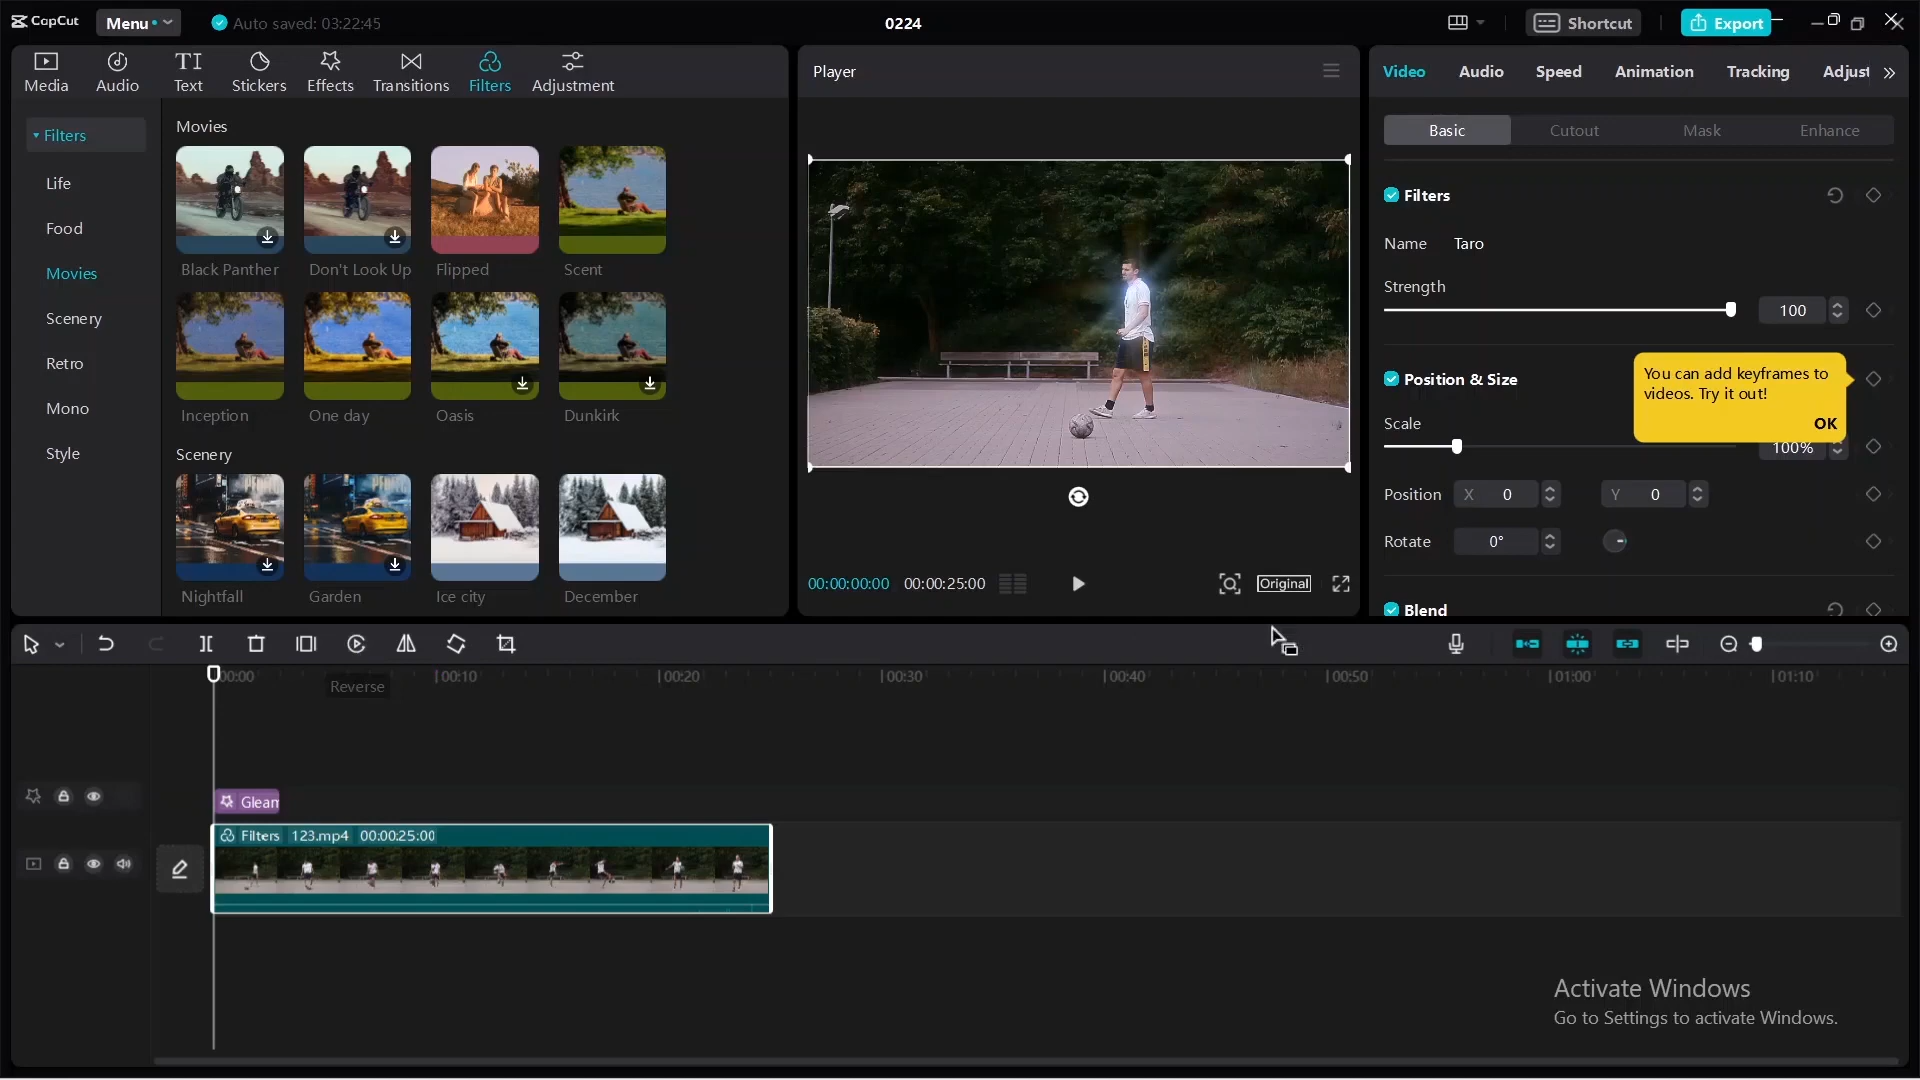 CapCut
Menu
Auto saved: 03:22:45
0224
Shortcut
Export
Media
Audio
Text
Stickers
Effects
Transitions
Filters
Adjustment
Filters
Life
Food
Movies
Scenery
Retro
Mono
Style
Movies
Black Panther
Don't Look Up
Flipped
Scent
Inception
One day
Oasis
Dunkirk
Scenery
Nightfall
Garden
Ice city
December
Player
00:00:00:00
00:00:25:00
Original
Video
Audio
Speed
Animation
Tracking
Adjust
Basic
Cutout
Mask
Enhance
Filters
Name Taro
Strength
100
Position & Size
You can add keyframes to
videos. Try it out!
OK
Scale
100%
Position X 0 Y 0
Rotate 0°
Blend
00:00 |00:10 |00:20 |00:30 |00:40 |00:50 |01:00 |01:10
Reverse
Gleam
Filters 123.mp4 00:00:25:00
Activate Windows
Go to Settings to activate Windows.